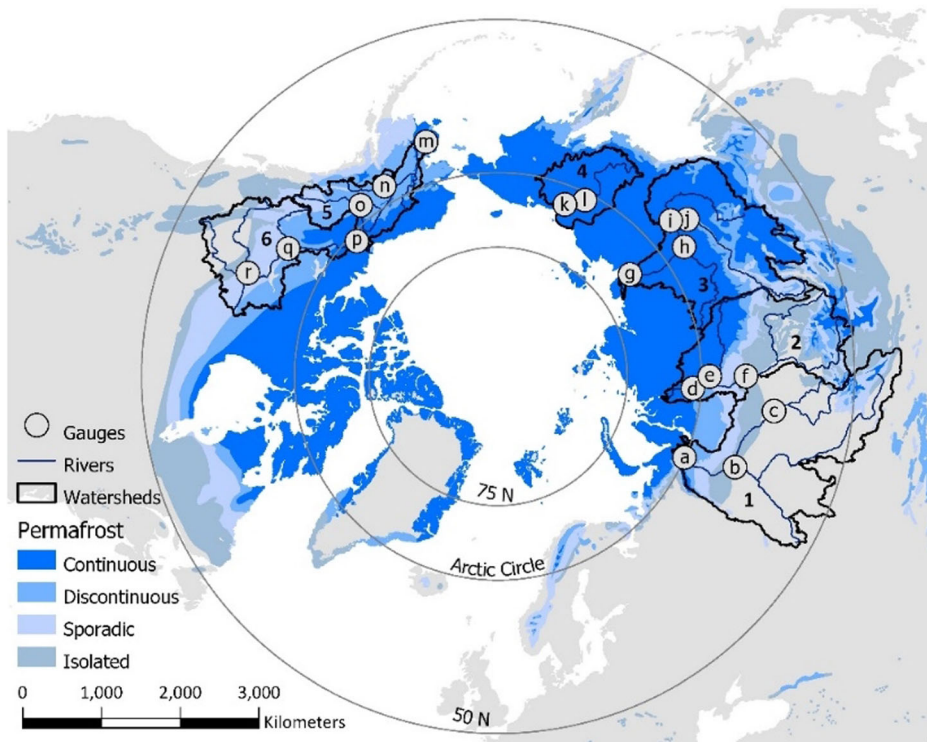 m
4
n
5
o
k
l
i
j
6
q
p
h
r
g
3
2
e
f
d
c
a
b
1
75 N
Arctic Circle
50 N
Gauges
Rivers
Watersheds
Permafrost
Continuous
Discontinuous
Sporadic
Isolated
0 1,000 2,000 3,000
Kilometers